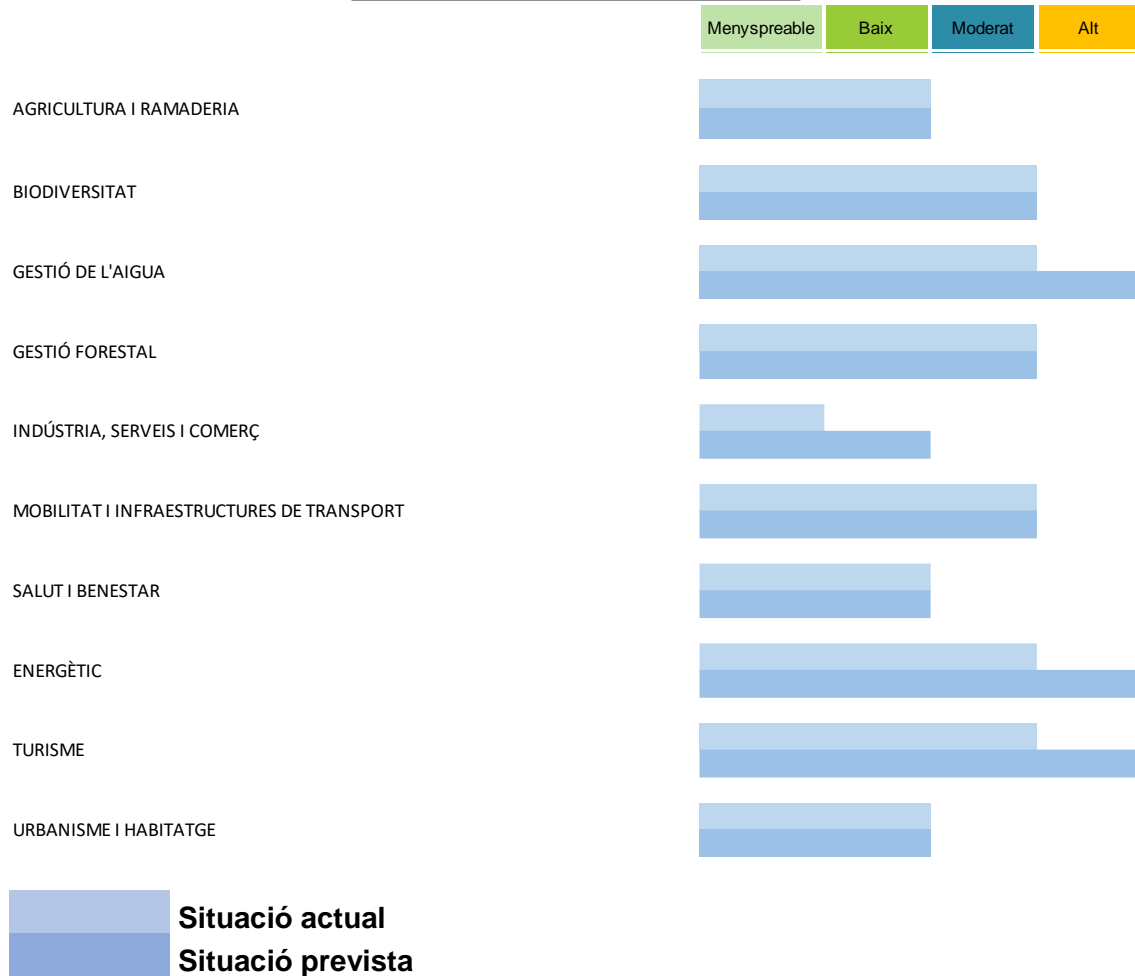 Menyspreable Baix Moderat Alt
AGRICULTURA I RAMADERIA
BIODIVERSITAT
GESTIÓ DE L'AIGUA
GESTIÓ FORESTAL
INDÚSTRIA, SERVEIS I COMERÇ
MOBILITAT I INFRAESTRUCTURES DE TRANSPORT
SALUT I BENESTAR
ENERGÈTIC
TURISME
URBANISME I HABITATGE
Situació actual
Situació prevista